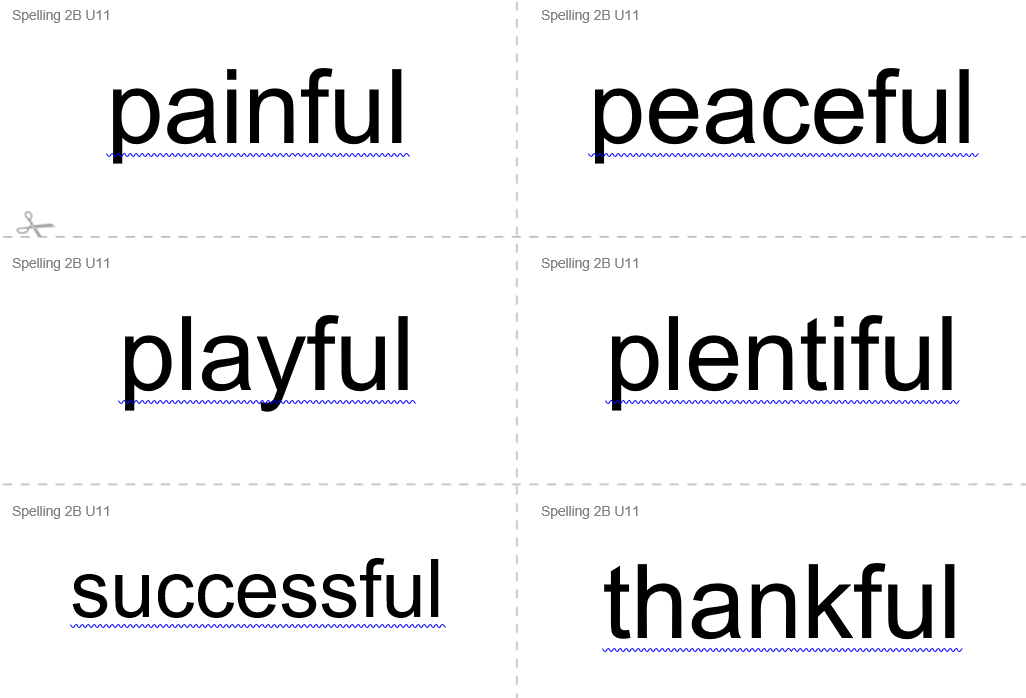 Spelling 2B U11
painful
Spelling 2B U11
peaceful
Spelling 2B U11
playful
Spelling 2B U11
plentiful
Spelling 2B U11
successful
Spelling 2B U11
thankful